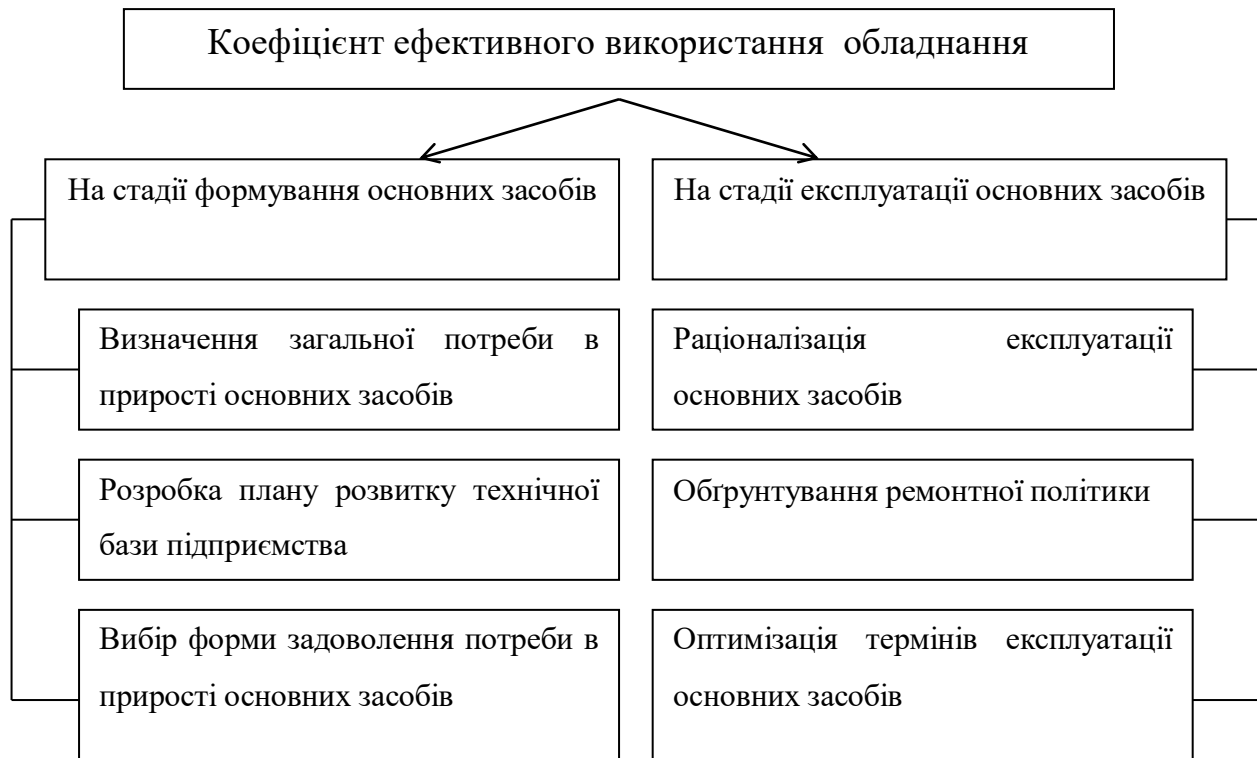 Коефіцієнт ефективного використання обладнання
На стадії формування основних засобів
Визначення загальної потреби в
прирості основних засобів
Розробка плану розвитку технічної
бази підприємства
Вибір форми задоволення потреби в
прирості основних засобів
На стадії експлуатації основних засобів
Раціоналізація експлуатації
основних засобів
Обґрунтування ремонтної політики
Оптимізація термінів експлуатації
основних засобів